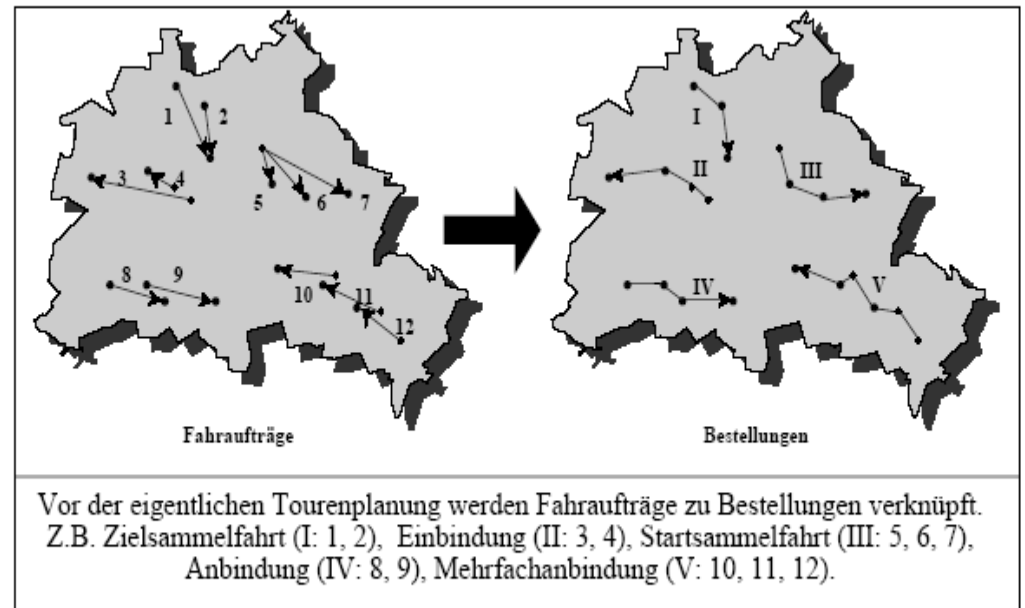 1 2
3 4
5 6 7
8 9
10 11
12
Fahraufträge
I
II III
IV V
Bestellungen
Vor der eigentlichen Tourenplanung werden Fahraufträge zu Bestellungen verknüpft.
Z.B. Zielsammelfahrt (I: 1, 2), Einbindung (II: 3, 4), Startsammelfahrt (III: 5, 6, 7),
Anbindung (IV: 8, 9), Mehrfachanbindung (V: 10, 11, 12).